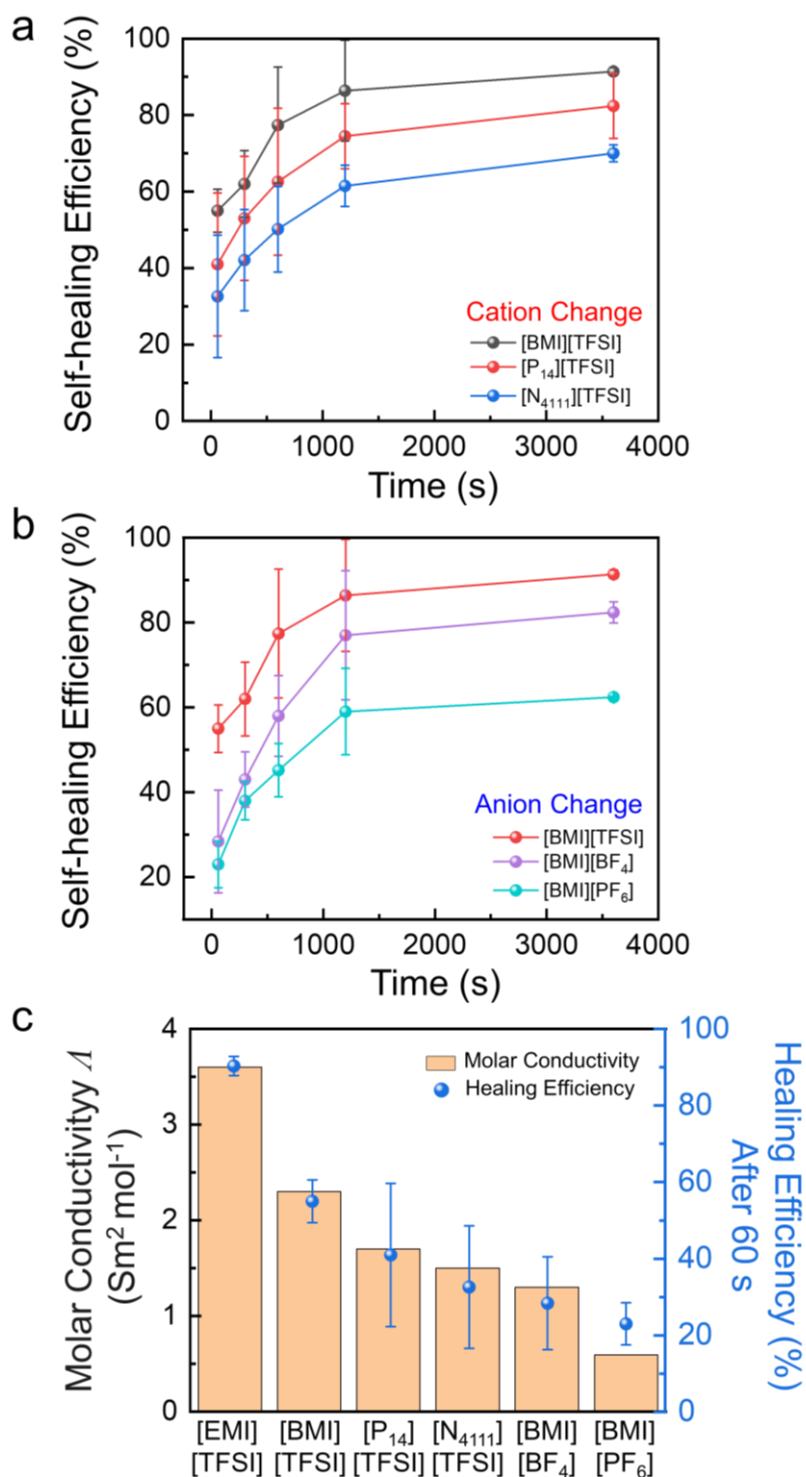 a
Self-healing Efficiency (%)
100
80
60
40
20
0
Cation Change
[BMI][TFSI]
[P₁₄][TFSI]
[N₄₁₁₁][TFSI]
0 1000 2000 3000 4000
Time (s)
b
Self-healing Efficiency (%)
100
80
60
40
20
Anion Change
[BMI][TFSI]
[BMI][BF₄]
[BMI][PF₆]
0 1000 2000 3000 4000
Time (s)
c
Molar Conductivityy Λ
(Sm² mol⁻¹)
4
3
2
1
0
Molar Conductivity
Healing Efficiency
100
80
60
40
20
0
Healing Efficiency
After 60 s
(%)
[EMI] [BMI] [P₁₄] [N₄₁₁₁] [BMI] [BMI]
[TFSI] [TFSI] [TFSI] [TFSI] [BF₄] [PF₆]